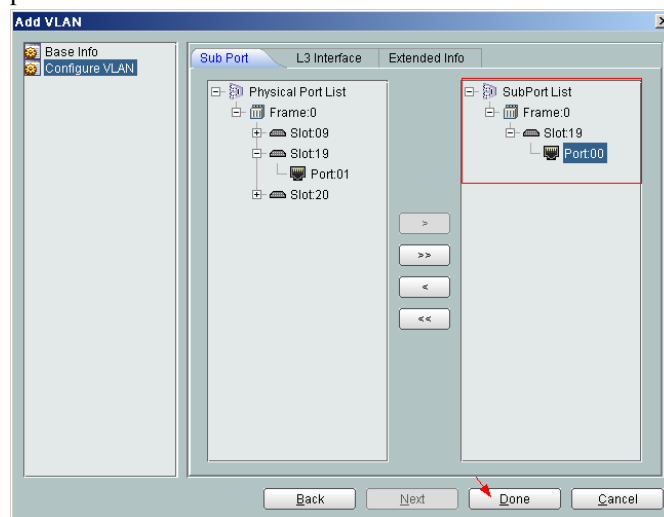 Add VLAN
Base Info
Configure VLAN
Sub Port
L3 Interface
Extended Info
Physical Port List
Frame:0
Slot:09
Slot:19
Port:01
Slot:20
>
>>
<
<<
SubPort List
Frame:0
Slot:19
Port:00
Back
Next
Done
Cancel